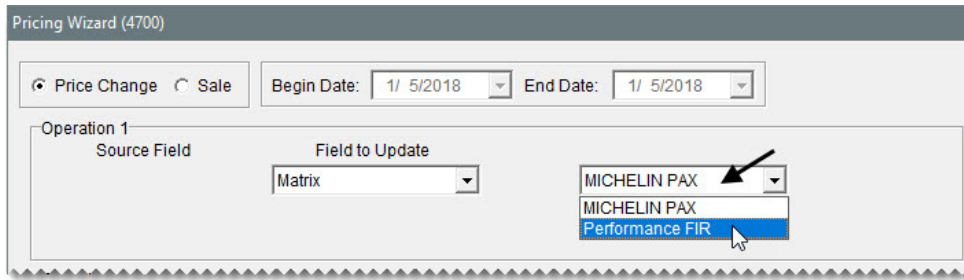 Pricing Wizard (4700)
Price Change Sale Begin Date: 1/ 5/2018 End Date: 1/ 5/2018
Operation 1
Source Field Field to Update
Matrix MICHELIN PAX
MICHELIN PAX
Performance FIR